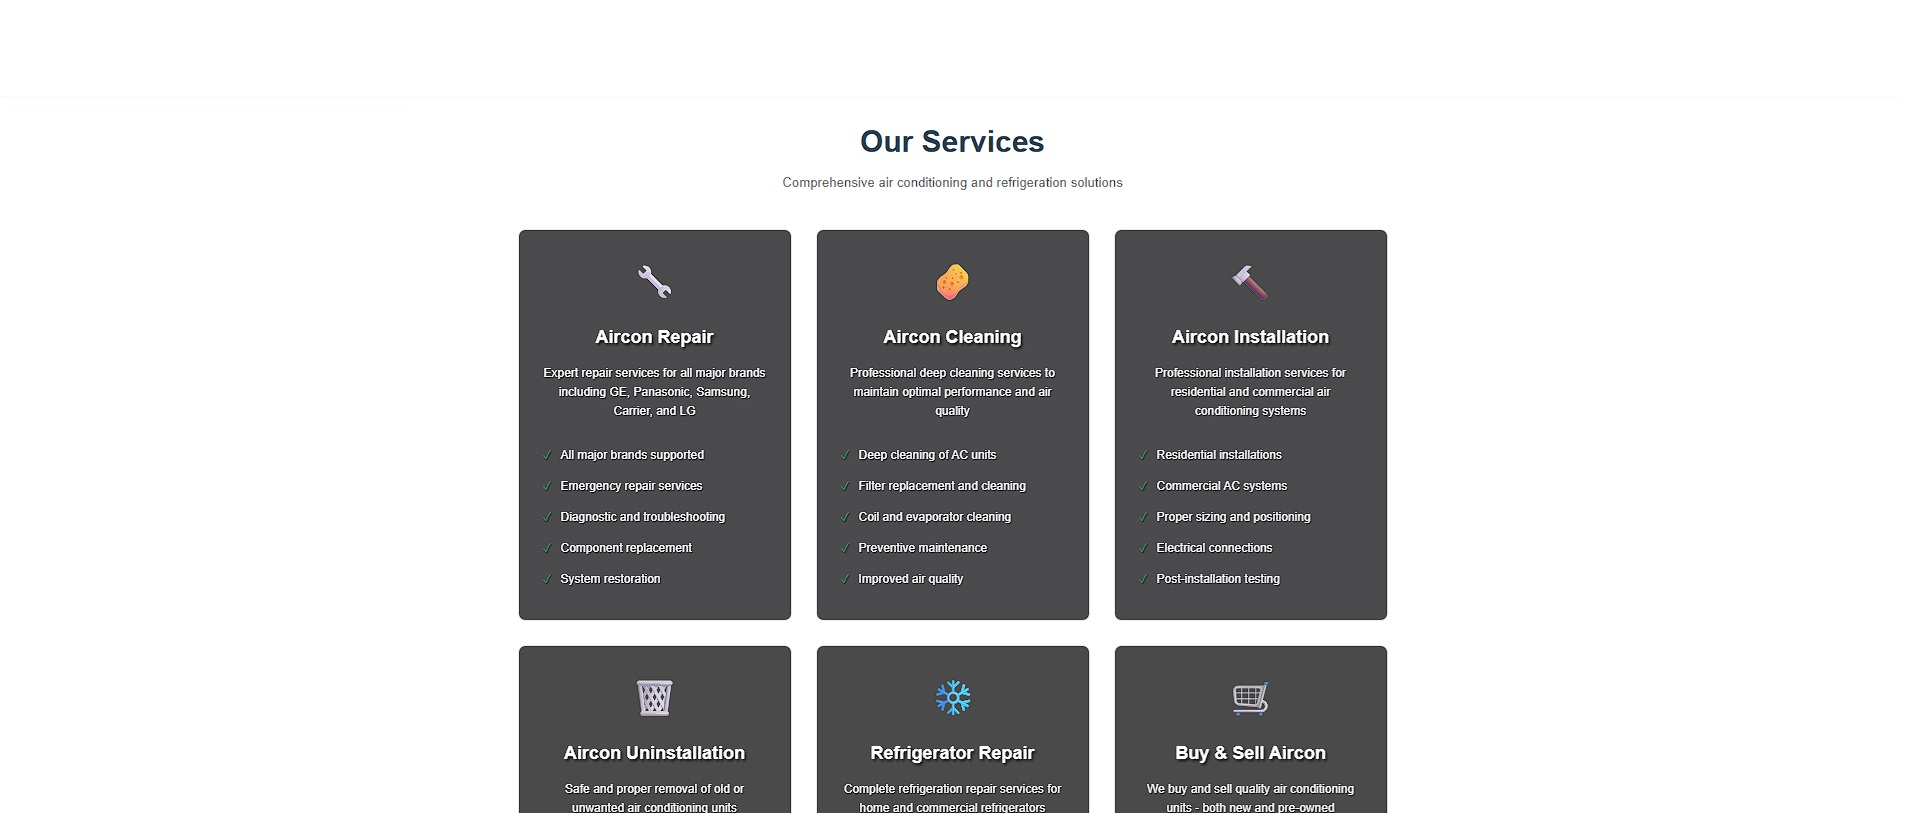 Our Services
Comprehensive air conditioning and refrigeration solutions
Aircon Repair
Expert repair services for all major brands
including GE, Panasonic, Samsung,
Carrier, and LG
✓ All major brands supported
✓ Emergency repair services
✓ Diagnostic and troubleshooting
✓ Component replacement
✓ System restoration
Aircon Cleaning
Professional deep cleaning services to
maintain optimal performance and air
quality
✓ Deep cleaning of AC units
✓ Filter replacement and cleaning
✓ Coil and evaporator cleaning
✓ Preventive maintenance
✓ Improved air quality
Aircon Installation
Professional installation services for
residential and commercial air
conditioning systems
✓ Residential installations
✓ Commercial AC systems
✓ Proper sizing and positioning
✓ Electrical connections
✓ Post-installation testing
Aircon Uninstallation
Safe and proper removal of old or
unwanted air conditioning units
Refrigerator Repair
Complete refrigeration repair services for
home and commercial refrigerators
Buy & Sell Aircon
We buy and sell quality air conditioning
units - both new and pre-owned